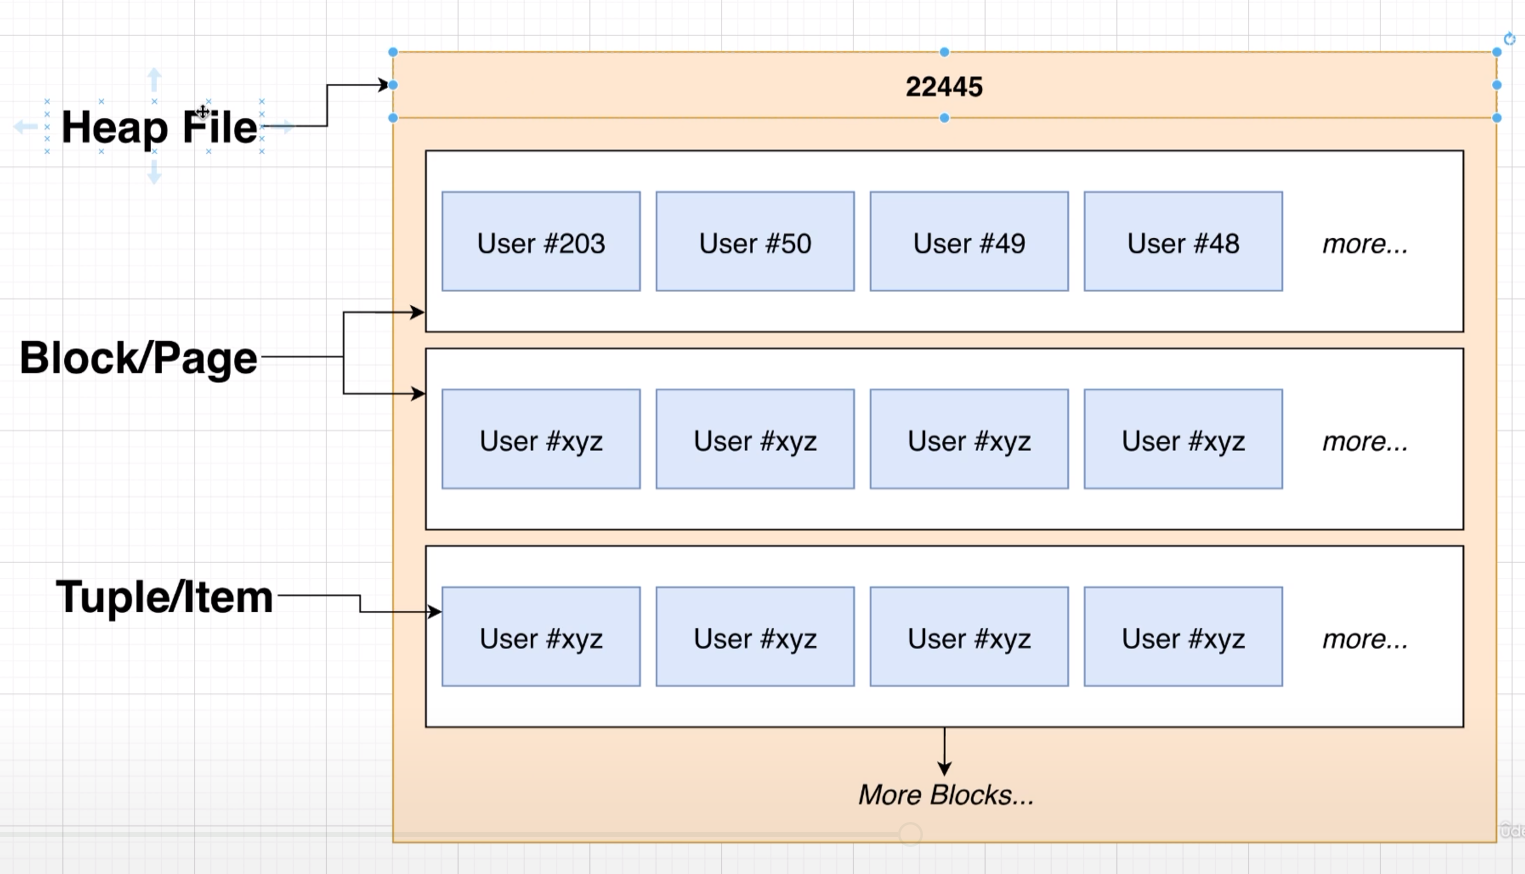 22445
Heap File
User #203 User #50 User #49 User #48 more...
Block/Page
User #xyz User #xyz User #xyz User #xyz more...
Tuple/Item
User #xyz User #xyz User #xyz User #xyz more...
More Blocks...